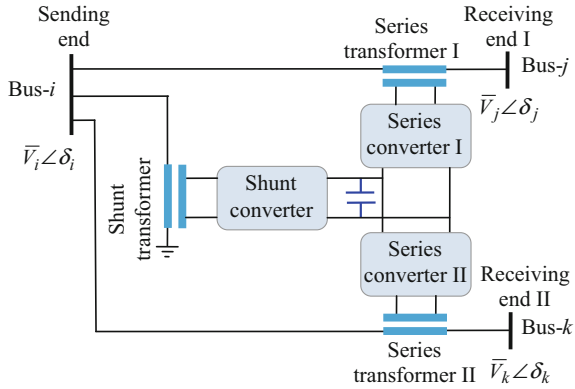 Sending
end
Bus-i
V̅ᵢ∠δᵢ
Series
transformer I
Receiving
end I
Bus-j
V̅ⱼ∠δⱼ
Series
converter I
Shunt
transformer
Shunt
converter
Series
converter II
Receiving
end II
Bus-k
Series
transformer II
V̅ₖ∠δₖ